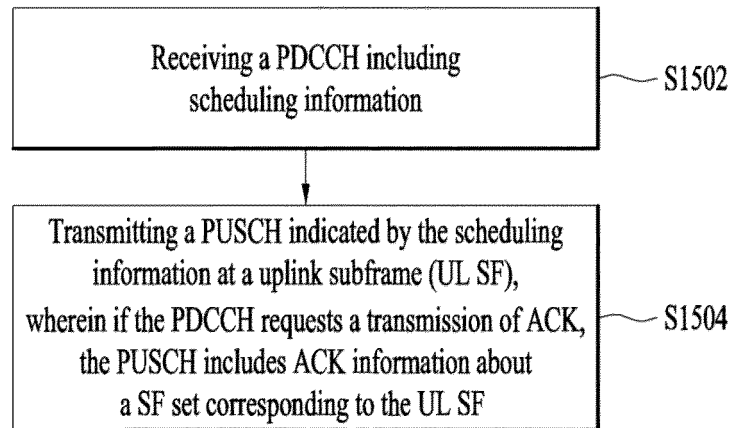 Receiving a PDCCH including
scheduling information
S1502
Transmitting a PUSCH indicated by the scheduling
information at a uplink subframe (UL SF),
wherein if the PDCCH requests a transmission of ACK,
the PUSCH includes ACK information about
a SF set corresponding to the UL SF
S1504